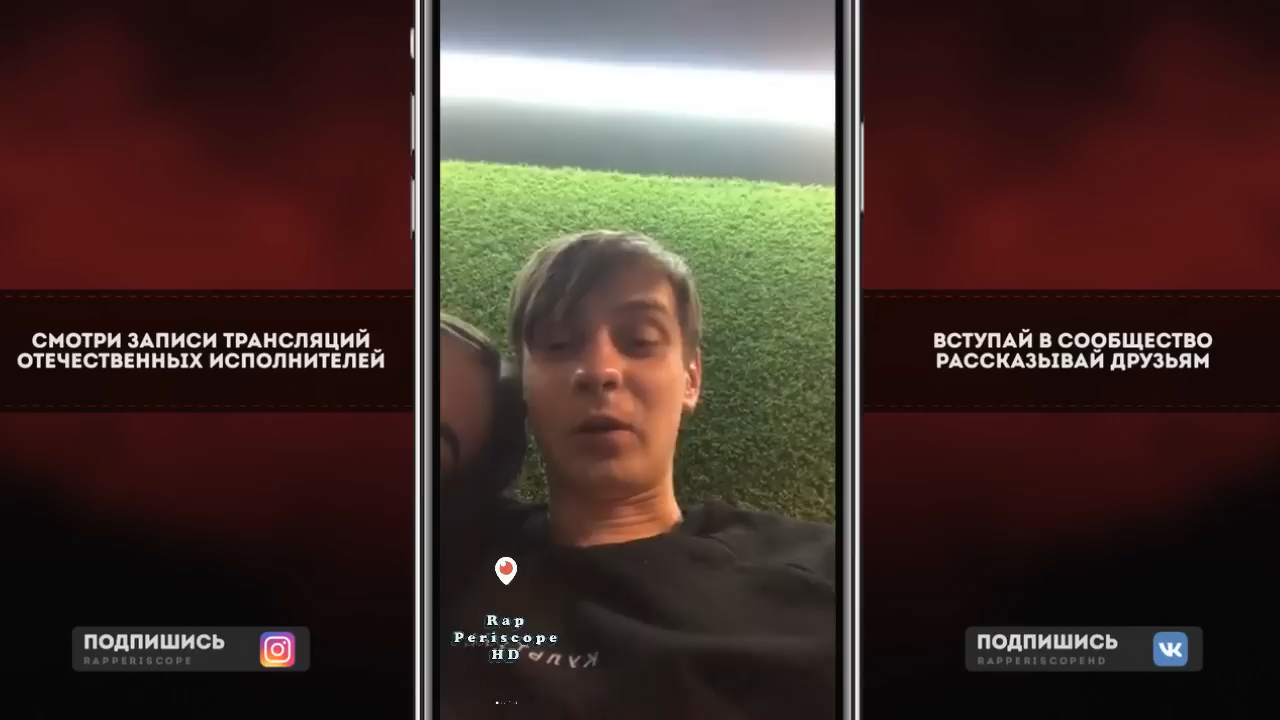 СМОТРИ ЗАПИСИ ТРАНСЛЯЦИЙ
ОТЕЧЕСТВЕННЫХ ИСПОЛНИТЕЛЕЙ
ВСТУПАЙ В СООБЩЕСТВО
РАССКАЗЫВАЙ ДРУЗЬЯМ
Rap
Periscope
HD
ПОДПИШИСЬ
RAPPERISCOPE
ПОДПИШИСЬ
RAPPERISCOPEHD